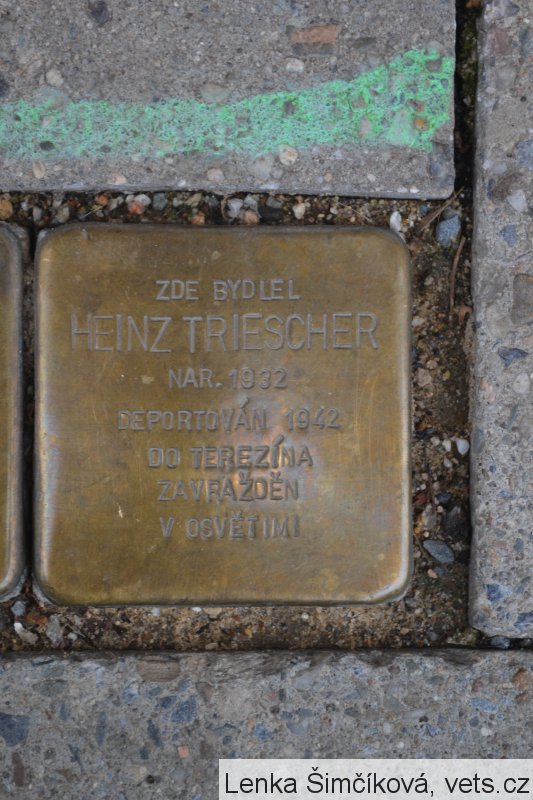 ZDE BYDLEL
HEINZ TRIESCHER
NAR. 1932
DEPORTOVÁN 1942
DO TEREZÍNA
ZAVRAŽDĚN
V OSVĚTIMI
Lenka Šimčíková, vets.cz